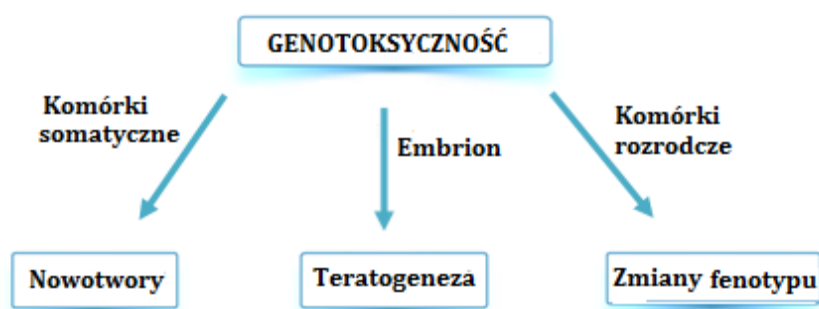 GENOTOKSYCZNOŚĆ
Komórki
somatyczne
Embrion
Komórki
rozrodcze
Nowotwory
Teratogeneza
Zmiany fenotypu